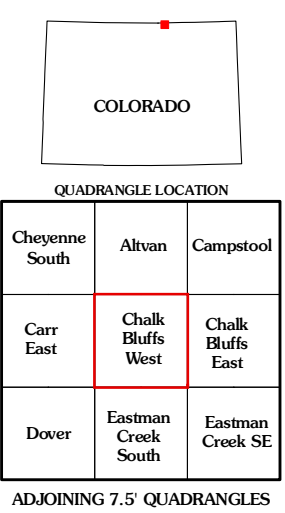 COLORADO
QUADRANGLE LOCATION
Cheyenne
South
Altvan
Campstool
Carr
East
Chalk
Bluffs
West
Chalk
Bluffs
East
Dover
Eastman
Creek
South
Eastman
Creek SE
ADJOINING 7.5' QUADRANGLES